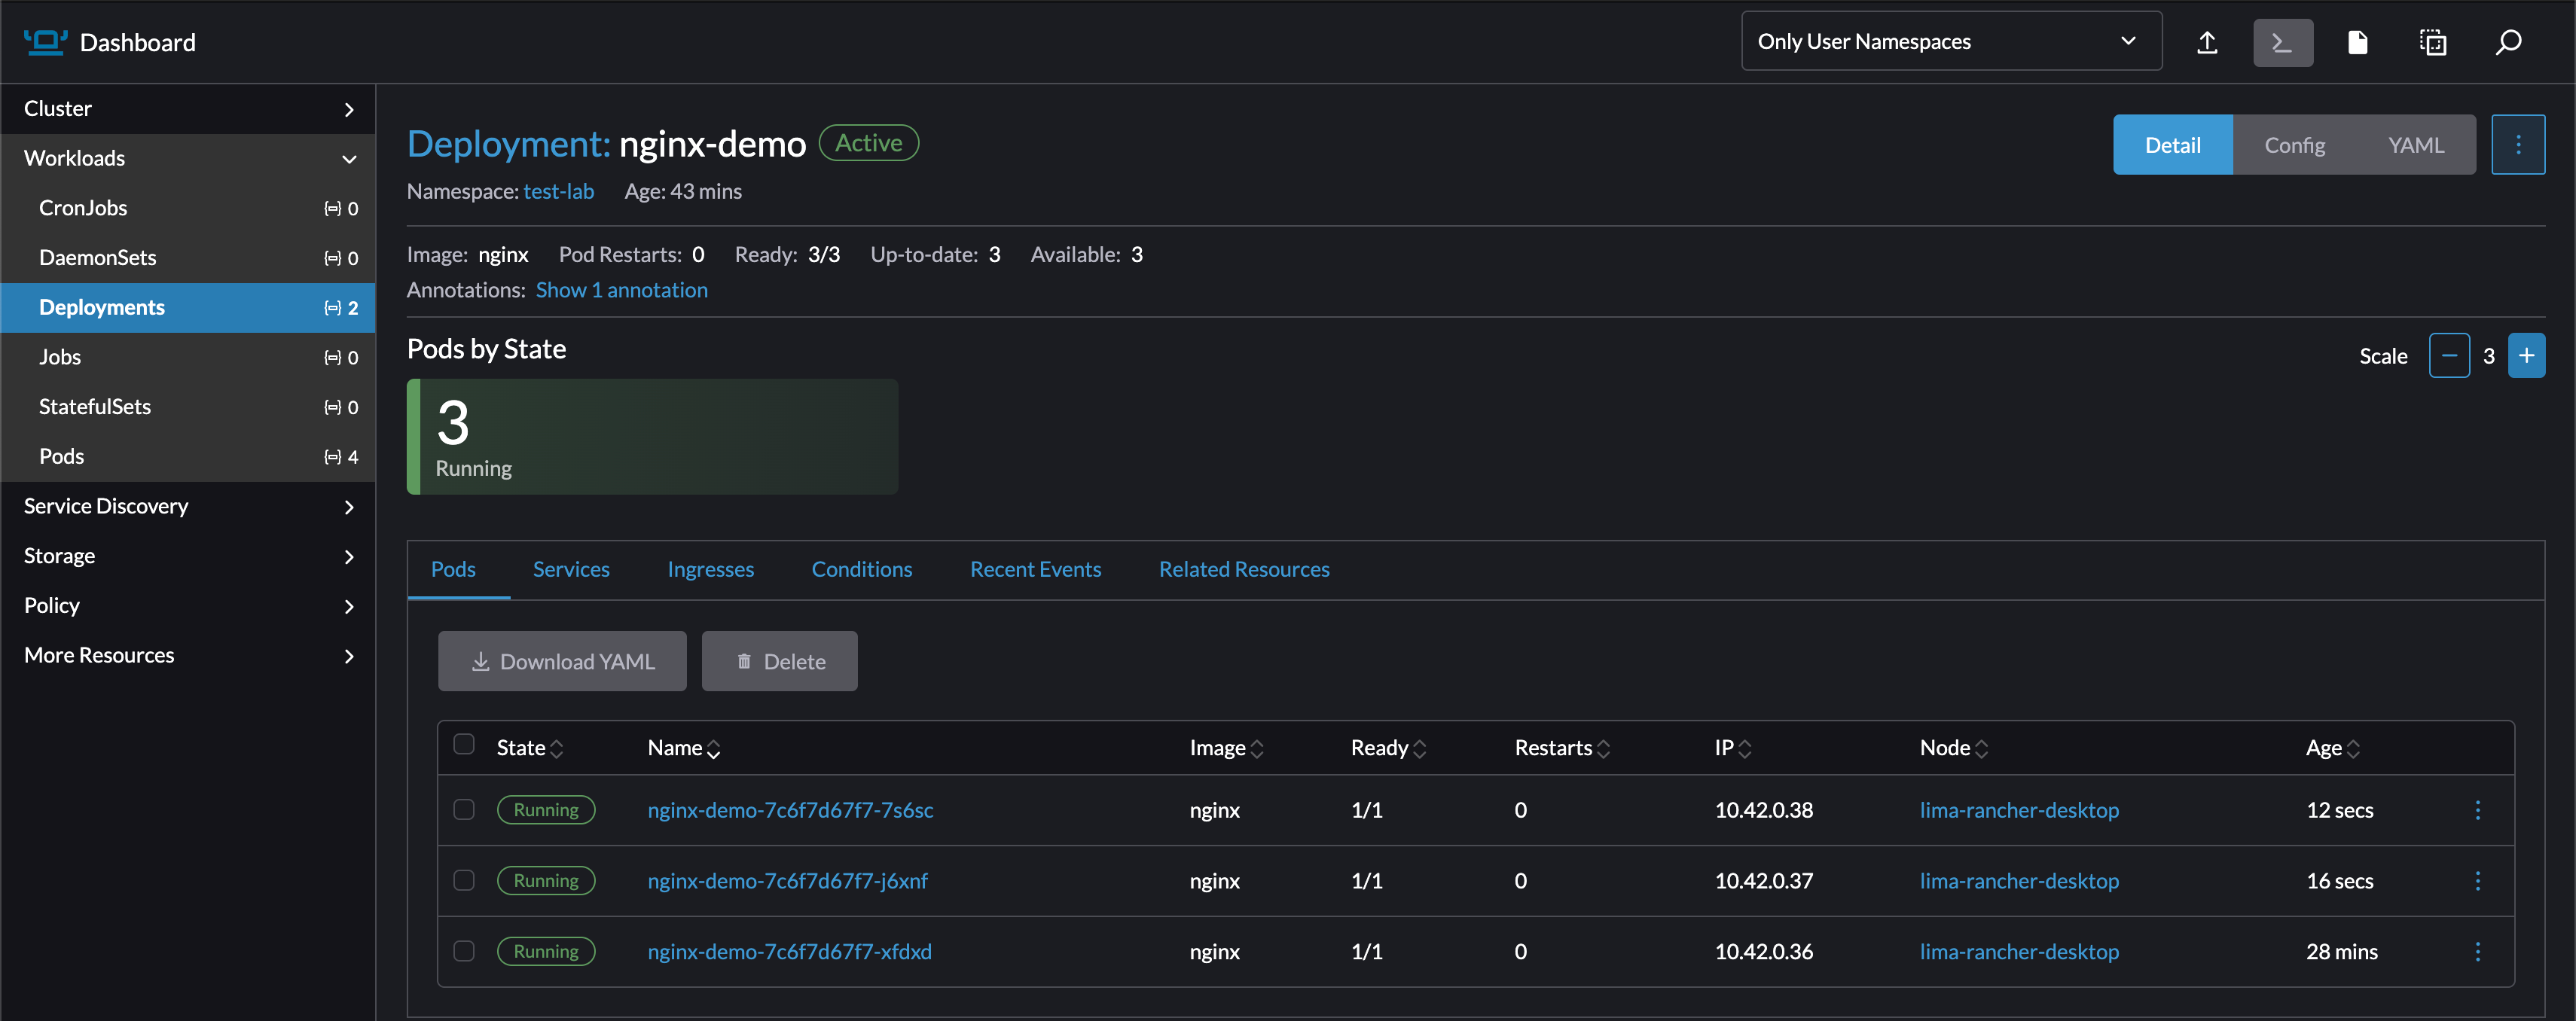 Dashboard
Only User Namespaces
Cluster
Workloads
CronJobs 0
DaemonSets 0
Deployments 2
Jobs 0
StatefulSets 0
Pods 4
Service Discovery
Storage
Policy
More Resources
Deployment: nginx-demo Active
Detail Config YAML
Namespace: test-lab Age: 43 mins
Image: nginx Pod Restarts: 0 Ready: 3/3 Up-to-date: 3 Available: 3
Annotations: Show 1 annotation
Pods by State
Scale − 3 +
3
Running
Pods Services Ingresses Conditions Recent Events Related Resources
Download YAML Delete
State Name Image Ready Restarts IP Node Age
Running nginx-demo-7c6f7d67f7-7s6sc nginx 1/1 0 10.42.0.38 lima-rancher-desktop 12 secs
Running nginx-demo-7c6f7d67f7-j6xnf nginx 1/1 0 10.42.0.37 lima-rancher-desktop 16 secs
Running nginx-demo-7c6f7d67f7-xfdxd nginx 1/1 0 10.42.0.36 lima-rancher-desktop 28 mins